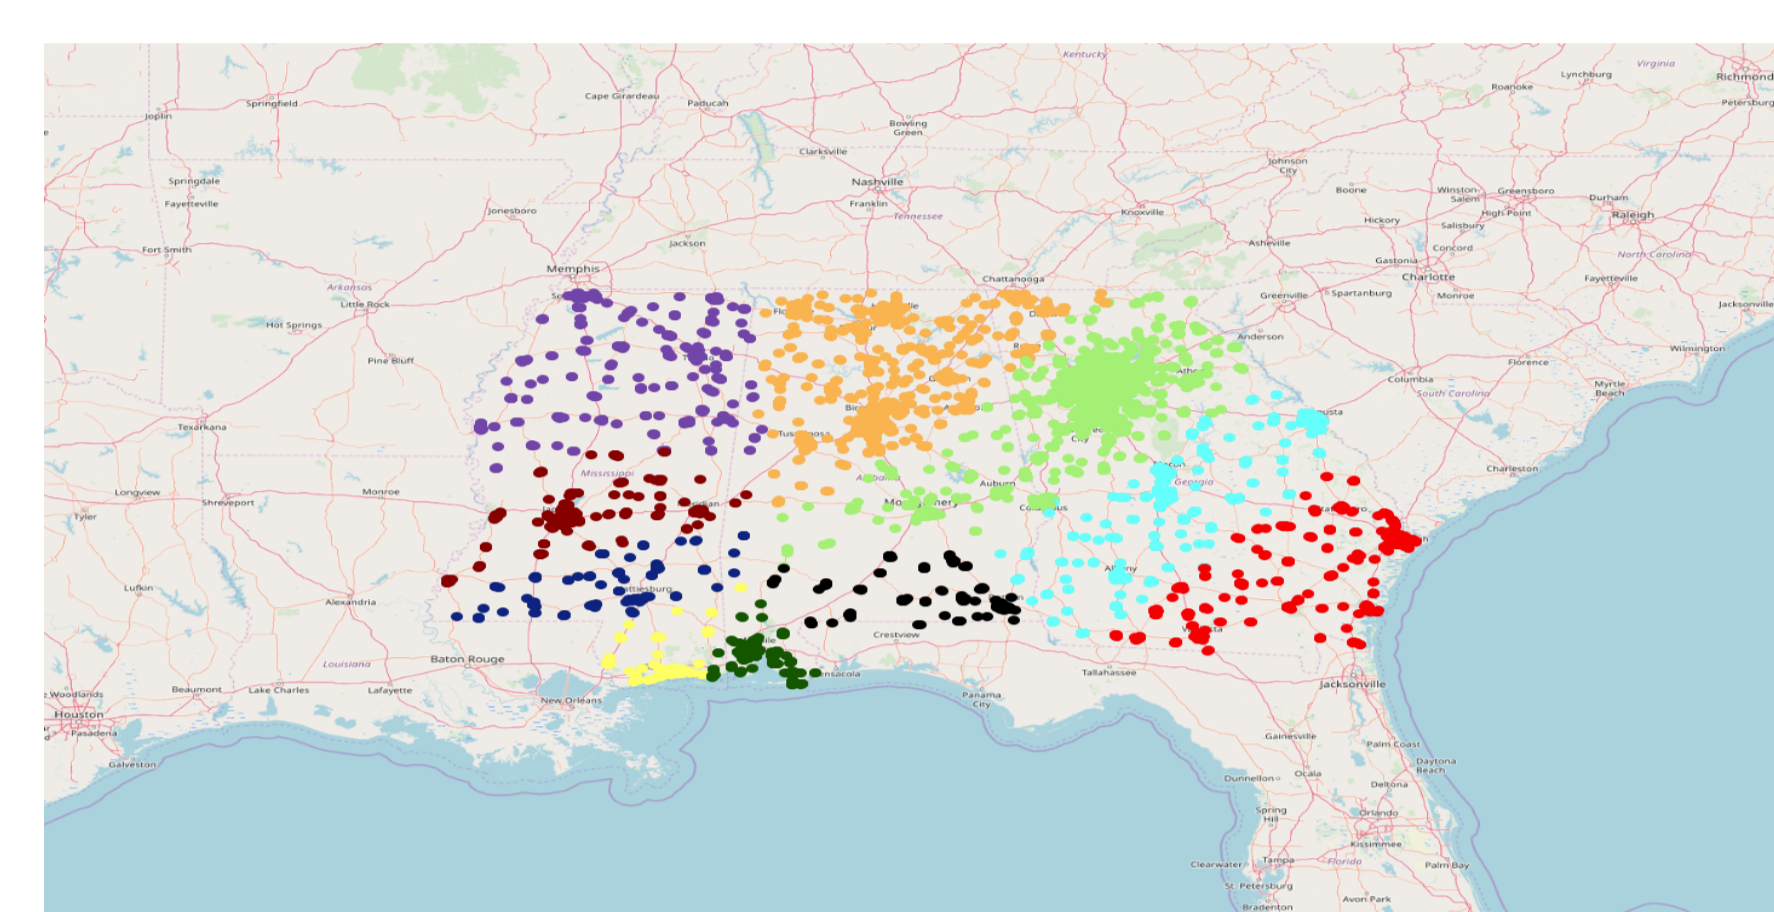 Kentucky
Virginia
Lynchburg
Richmond
Roanoke
Petersburg
Springfield
Cape Girardeau
Paducah
Joplin
Bowling
Green
Clarksville
Johnson
City
Nashville
Springdale
Boone
Winston-
Salem
Greensboro
Durham
Fayetteville
Franklin
High Point
Raleigh
Jonesboro
Tennessee
Knoxville
Hickory
Salisbury
Fort Smith
Jackson
Asheville
Concord
North Carolina
Gastonia
Charlotte
Memphis
Chattanooga
Fayetteville
Arkansas
Little Rock
Greenville
Spartanburg
Monroe
Jacksonville
Hot Springs
Anderson
Pine Bluff
Wilmington
Florence
Columbia
Myrtle
Beach
South Carolina
Texarkana
City
Mississippi
Charleston
Georgia
Auburn
Longview
Shreveport
Monroe
Tyler
Lufkin
Alexandria
Crestview
Louisiana
Baton Rouge
Tallahassee
Woodlands
Beaumont
Lake Charles
Lafayette
New Orleans
Panama
City
Jacksonville
Houston
Pasadena
Gainesville
Palm Coast
Galveston
Daytona
Beach
Dunnellon
Ocala
Deltona
Spring
Hill
Orlando
Kissimmee
Clearwater
Tampa
Florida
Palm Bay
St. Petersburg
Avon Park
Bradenton